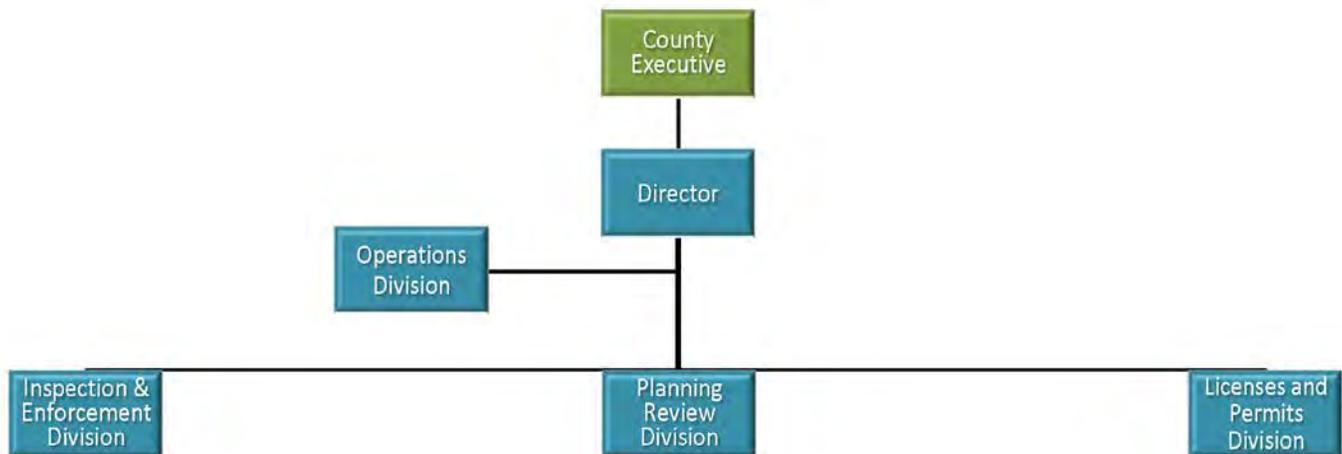 County
Executive
Director
Operations
Division
Inspection &
Enforcement
Division
Planning
Review
Division
Licenses and
Permits
Division